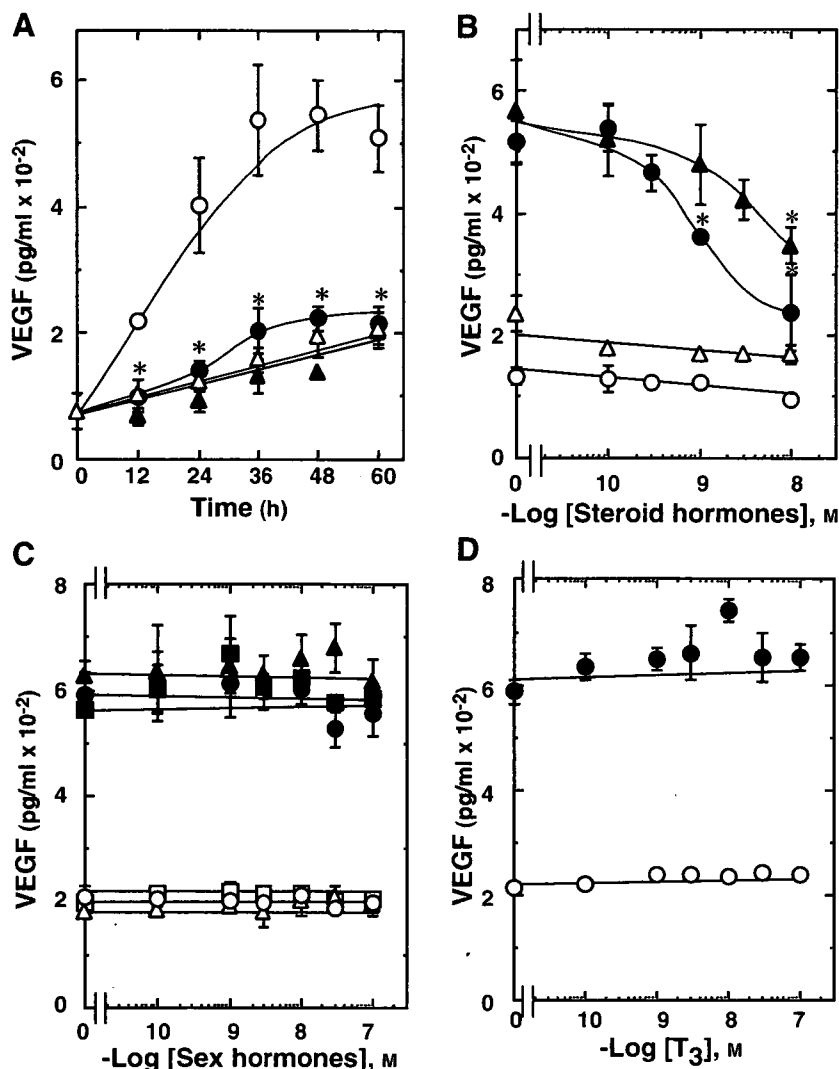 A
VEGF (pg/ml x 10-2)
6
4
2
0
*
*
*
*
*
0 12 24 36 48 60
Time (h)
B
VEGF (pg/ml x 10-2)
6
4
2
0
*
*
*
0 10 9 8
-Log [Steroid hormones], M
C
VEGF (pg/ml x 10-2)
8
6
4
2
0
0 10 9 8 7
-Log [Sex hormones], M
D
VEGF (pg/ml x 10-2)
8
6
4
2
0
0 10 9 8 7
-Log [T3], M